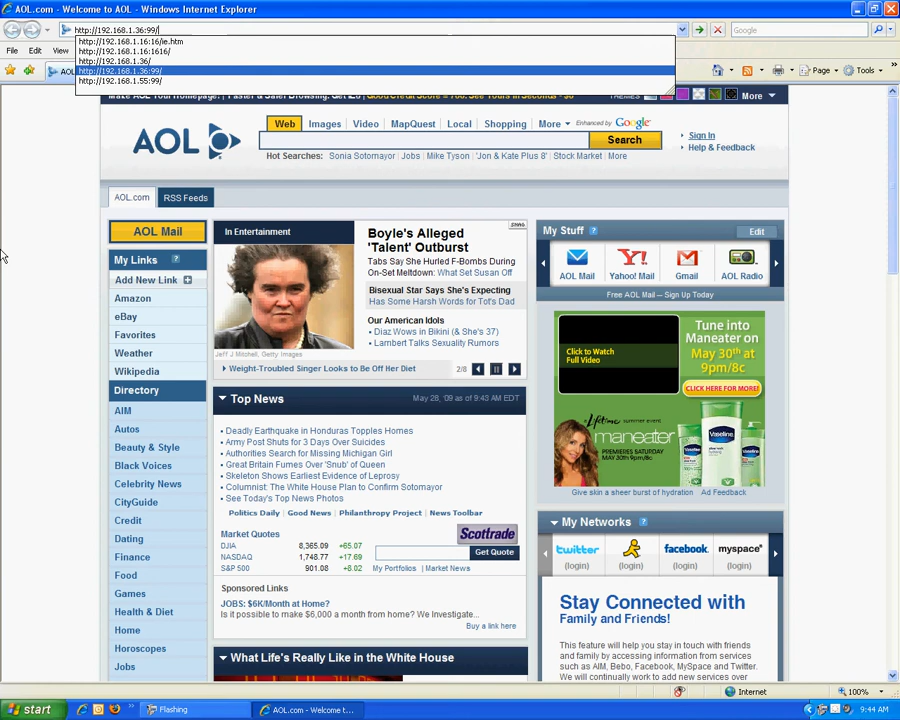 AOL.com - Welcome to AOL - Windows Internet Explorer
http://192.168.1.36:99/
Google
http://192.168.1.16:16/ie.htm
http://192.168.1.16:1616/
http://192.168.1.36/
http://192.168.1.36:99/
http://192.168.1.55:99/
File Edit View
AOL
Page Tools
More
Web Images Video MapQuest Local Shopping More Enhanced by Google
AOL
Search
Hot Searches: Sonia Sotomayor | Jobs | Mike Tyson | 'Jon & Kate Plus 8' | Stock Market | More
Sign In
Help & Feedback
AOL.com RSS Feeds
AOL Mail
My Links ?
Add New Link
Amazon
eBay
Favorites
Weather
Wikipedia
Directory
AIM
Autos
Beauty & Style
Black Voices
Celebrity News
CityGuide
Credit
Dating
Finance
Food
Games
Health & Diet
Home
Horoscopes
Jobs
In Entertainment
Jeff J Mitchell, Getty Images
Boyle's Alleged
'Talent' Outburst
Tabs Say She Hurled F-Bombs During
On-Set Meltdown: What Set Susan Off
Bisexual Star Says She's Expecting
Has Some Harsh Words for Tot's Dad
Our American Idols
• Diaz Wows in Bikini (& She's 37)
• Lambert Talks Sexuality Rumors
Weight-Troubled Singer Looks to Be Off Her Diet
2/8
Top News
May 28, '09 as of 9:43 AM EDT
• Deadly Earthquake in Honduras Topples Homes
• Army Post Shuts for 3 Days Over Suicides
• Authorities Search for Missing Michigan Girl
• Great Britain Fumes Over 'Snub' of Queen
• Skeleton Shows Earliest Evidence of Leprosy
• Columnist: The White House Plan to Confirm Sotomayor
• See Today's Top News Photos
Politics Daily | Good News | Philanthropy Project | News Toolbar
Market Quotes
Scottrade
DJIA 8,365.09 +65.07
NASDAQ 1,748.77 +17.69
S&P 500 901.08 +8.02
Get Quote
My Portfolios | Market News
Sponsored Links
JOBS: $6K/Month at Home?
Is it possible to make $6,000 a month from home? We Investigate...
Buy a link here
What Life's Really Like in the White House
My Stuff ?
Edit
AOL Mail Yahoo! Mail Gmail AOL Radio
Free AOL Mail -- Sign Up Today
Click to Watch
Full Video
Tune into
Maneater on
May 30th at
9pm/8c
CLICK HERE FOR MORE!
a Lifetime summer event
maneater
PREMIERES SATURDAY
MAY 30TH 9pm/8c
Vaseline
Give skin a sheer burst of hydration Ad Feedback
My Networks ?
twitter facebook. myspace
(login) (login) (login) (login)
Stay Connected with
Family and Friends!
This feature will help you stay in touch with friends
and family by accessing information from services
such as AIM, Bebo, Facebook, MySpace and Twitter.
We will continually work to add new services over
Internet
100%
start
Flashing
AOL.com - Welcome t...
9:44 AM